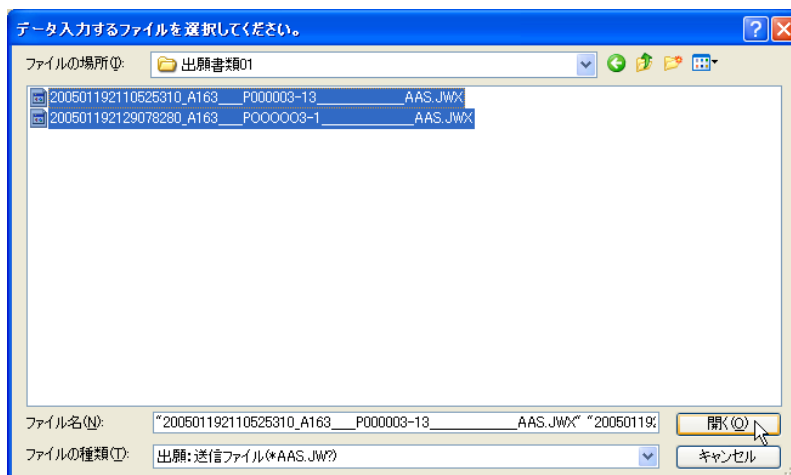 データ入力するファイルを選択してください。
ファイルの場所(I):
出願書類01
200501192110525310_A163___P000003-13__________AAS.JWX
200501192129078280_A163___POOOOO3-1___________AAS.JWX
ファイル名(N):
"200501192110525310_A163___P000003-13__________AAS.JWX" "20050119
開く(O)
ファイルの種類(T):
出願:送信ファイル(*AAS.JW?)
キャンセル